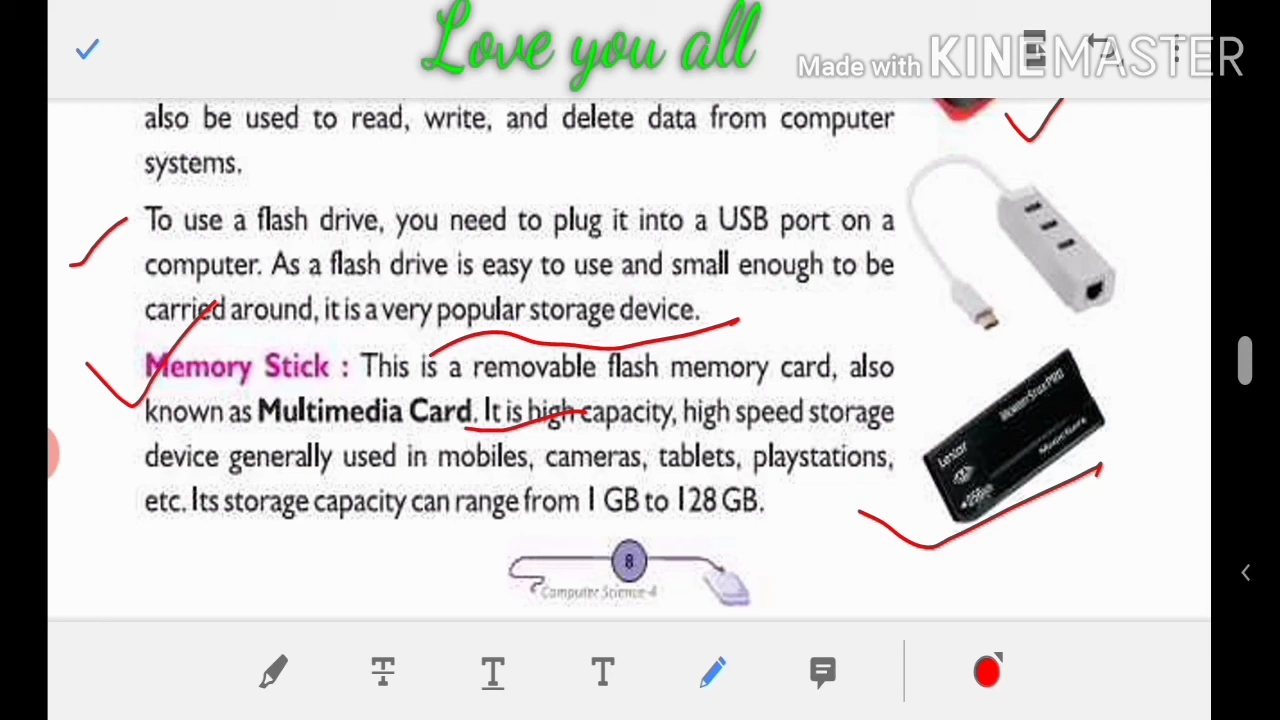 Love you all
Made with KINEMASTER
also be used to read, write, and delete data from computer
systems.
To use a flash drive, you need to plug it into a USB port on a
computer. As a flash drive is easy to use and small enough to be
carried around, it is a very popular storage device.
Memory Stick : This is a removable flash memory card, also
known as Multimedia Card. It is high capacity, high speed storage
device generally used in mobiles, cameras, tablets, playstations,
etc. Its storage capacity can range from 1 GB to 128 GB.
Lexar
8
Computer Science-4